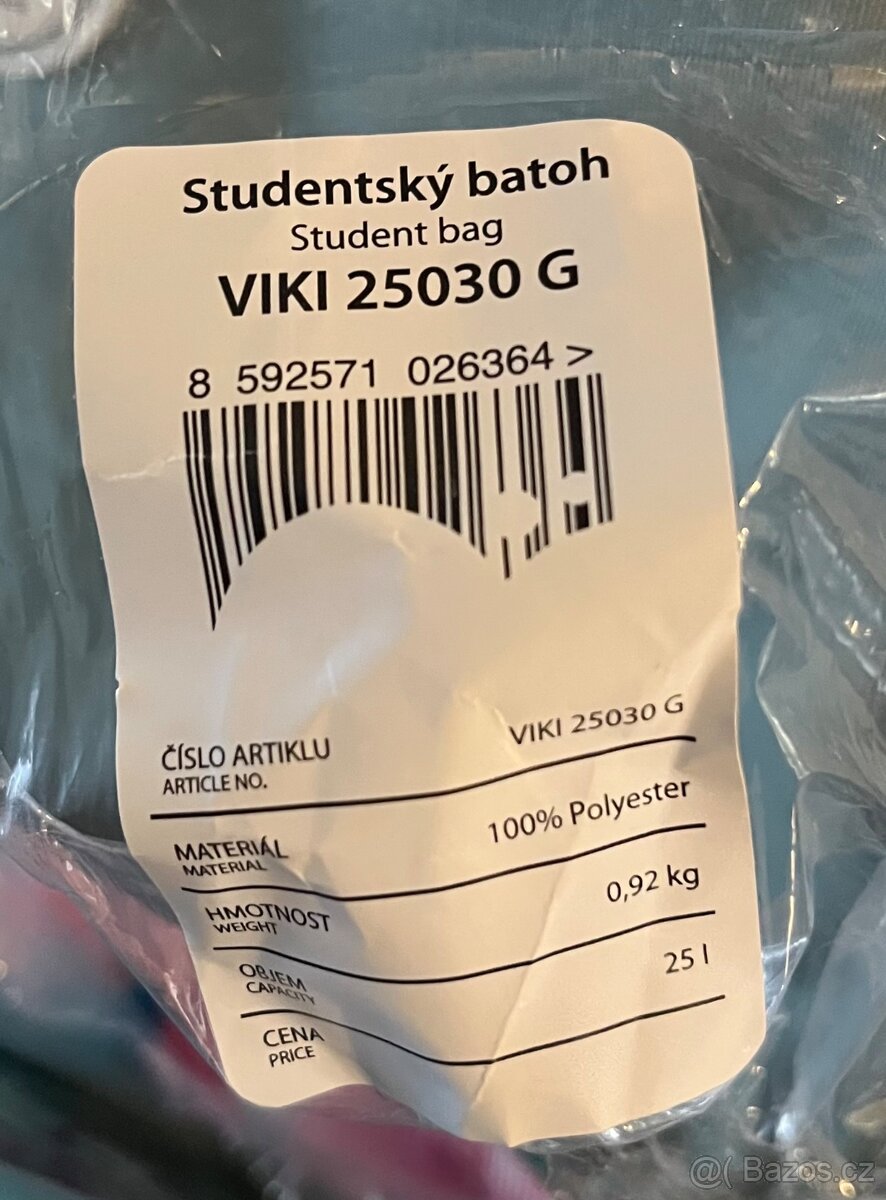 Studentský batoh
Student bag
VIKI 25030 G
8 592571 026364 >
ČÍSLO ARTIKLU VIKI 25030 G
ARTICLE NO.
MATERIÁL 100% Polyester
MATERIAL
HMOTNOST 0,92 kg
WEIGHT
OBJEM 25 l
CAPACITY
CENA
PRICE
@( Bazos.cz